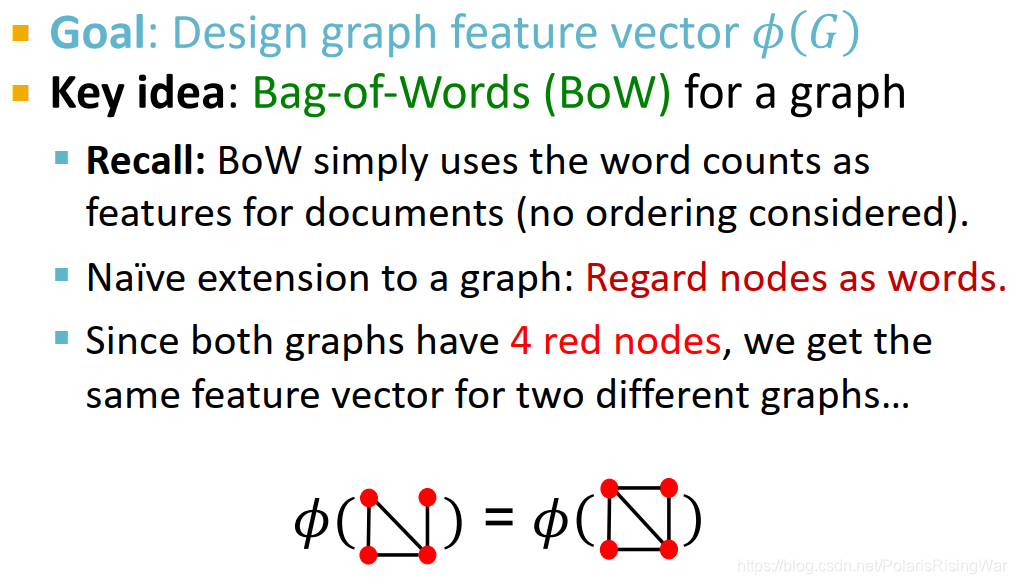 Goal: Design graph feature vector 𝜙(𝐺)
Key idea: Bag-of-Words (BoW) for a graph
Recall: BoW simply uses the word counts as
features for documents (no ordering considered).
Naïve extension to a graph: Regard nodes as words.
Since both graphs have 4 red nodes, we get the
same feature vector for two different graphs…
𝜙( ) = 𝜙( )
https://blog.csdn.net/PolarisRisingWar